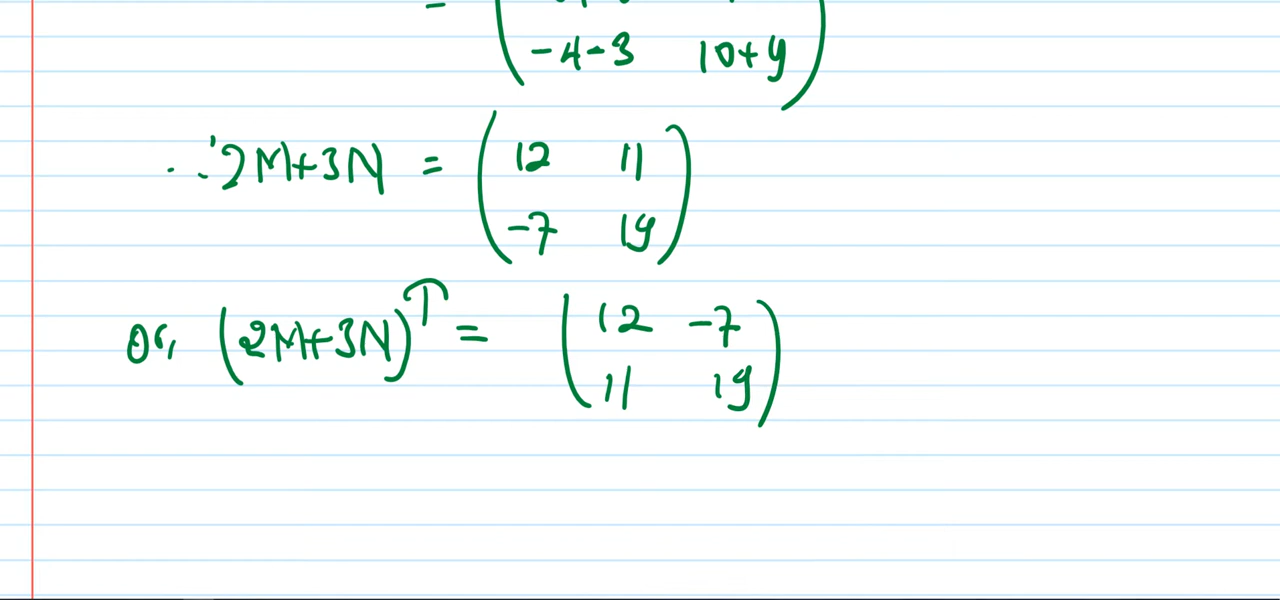 =
-4-3 10+9
∴ 2M+3N = ( 12 11
-7 19 )
or, (2M+3N)ᵀ = ( 12 -7
11 19 )